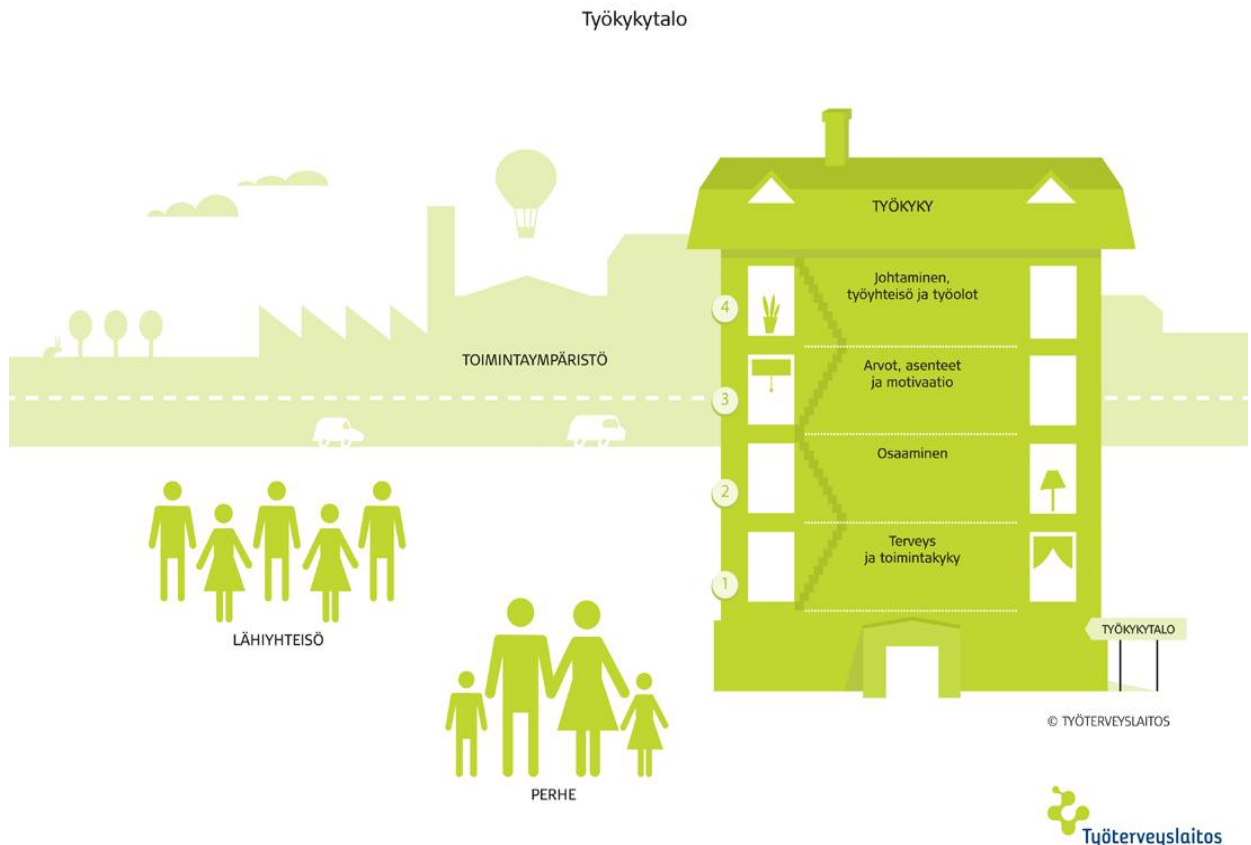 Työkykytalo
TYÖKYKY
4
Johtaminen,
työyhteisö ja työolot
TOIMINTAYMPÄRISTÖ
3
Arvot, asenteet
ja motivaatio
2
Osaaminen
1
Terveys
ja toimintakyky
LÄHIYHTEISÖ
TYÖKYKYTALO
PERHE
© TYÖTERVEYSLAITOS
Työterveyslaitos